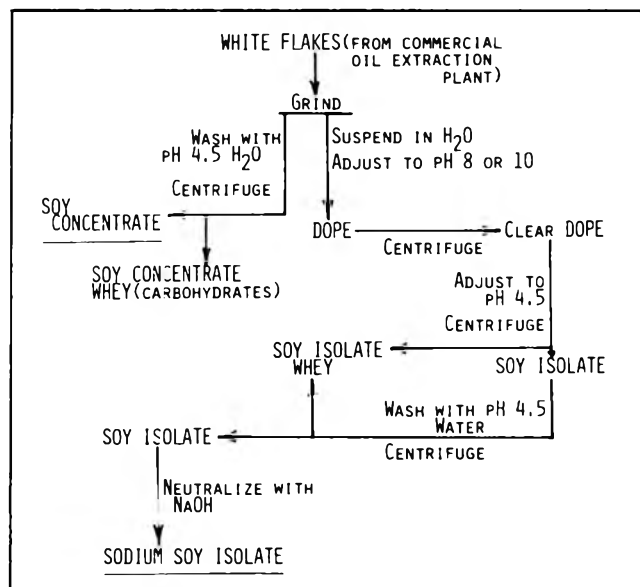 WHITE FLAKES (FROM COMMERCIAL
OIL EXTRACTION
PLANT)
GRIND
WASH WITH
pH 4.5 H₂O
CENTRIFUGE
SUSPEND IN H₂O
ADJUST TO pH 8 OR 10
SOY
CONCENTRATE
SOY CONCENTRATE
WHEY (CARBOHYDRATES)
DOPE
CENTRIFUGE
CLEAR DOPE
ADJUST TO
pH 4.5
CENTRIFUGE
SOY ISOLATE
WHEY
SOY ISOLATE
WASH WITH pH 4.5
WATER
CENTRIFUGE
SOY ISOLATE
NEUTRALIZE WITH
NaOH
SODIUM SOY ISOLATE